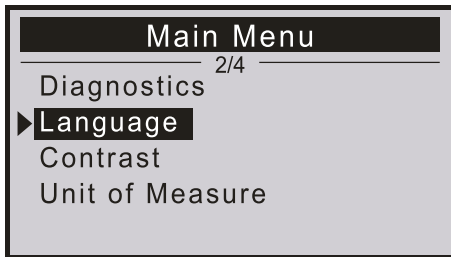 Main Menu
2/4
Diagnostics
Language
Contrast
Unit of Measure